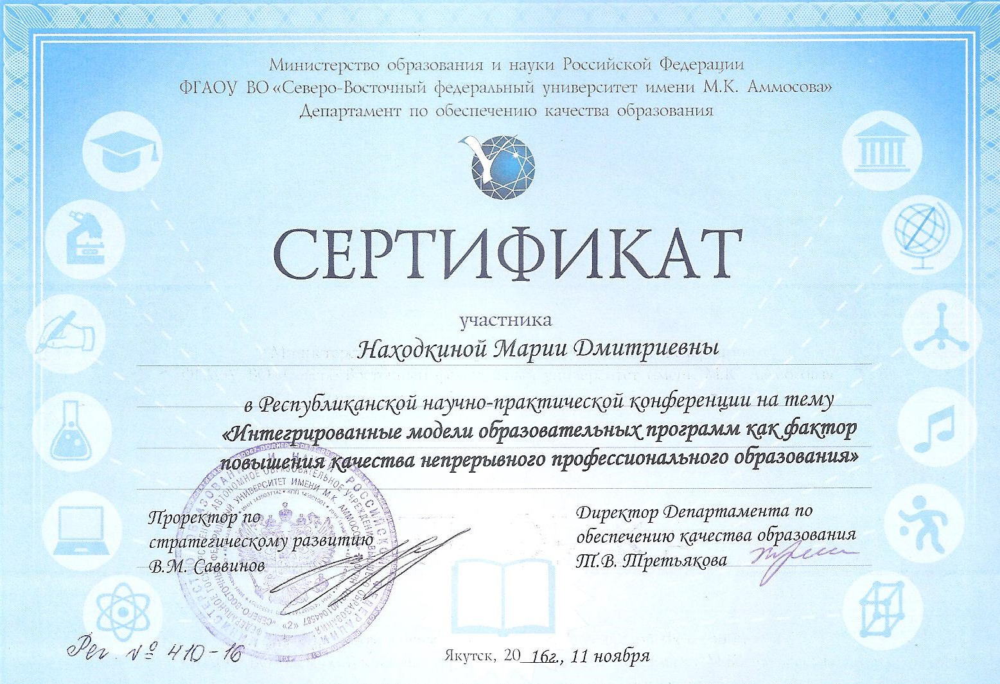 Министерство образования и науки Российской Федерации
ФГАОУ ВО «Северо-Восточный федеральный университет имени М.К. Аммосова»
Департамент по обеспечению качества образования
СЕРТИФИКАТ
участника
Находкиной Марии Дмитриевны
в Республиканской научно-практической конференции на тему
«Интегрированные модели образовательных программ как фактор
повышения качества непрерывного профессионального образования»
Проректор по
стратегическому развитию
В.М. Саввинов
Директор Департамента по
обеспечению качества образования
Т.В. Третьякова
Рег. № 410-16
Якутск, 20 16г., 11 ноября